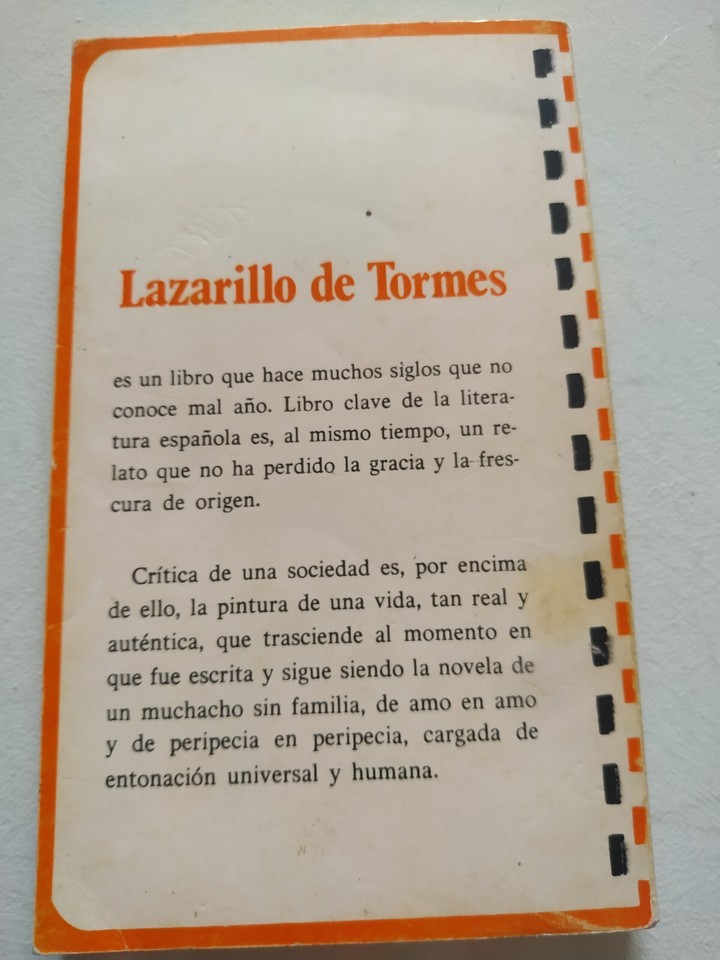 Lazarillo de Tormes
es un libro que hace muchos siglos que no
conoce mal año. Libro clave de la litera-
tura española es, al mismo tiempo, un re-
lato que no ha perdido la gracia y la fres-
cura de origen.
Crítica de una sociedad es, por encima
de ello, la pintura de una vida, tan real y
auténtica, que trasciende al momento en
que fue escrita y sigue siendo la novela de
un muchacho sin familia, de amo en amo
y de peripecia en peripecia, cargada de
entonación universal y humana.